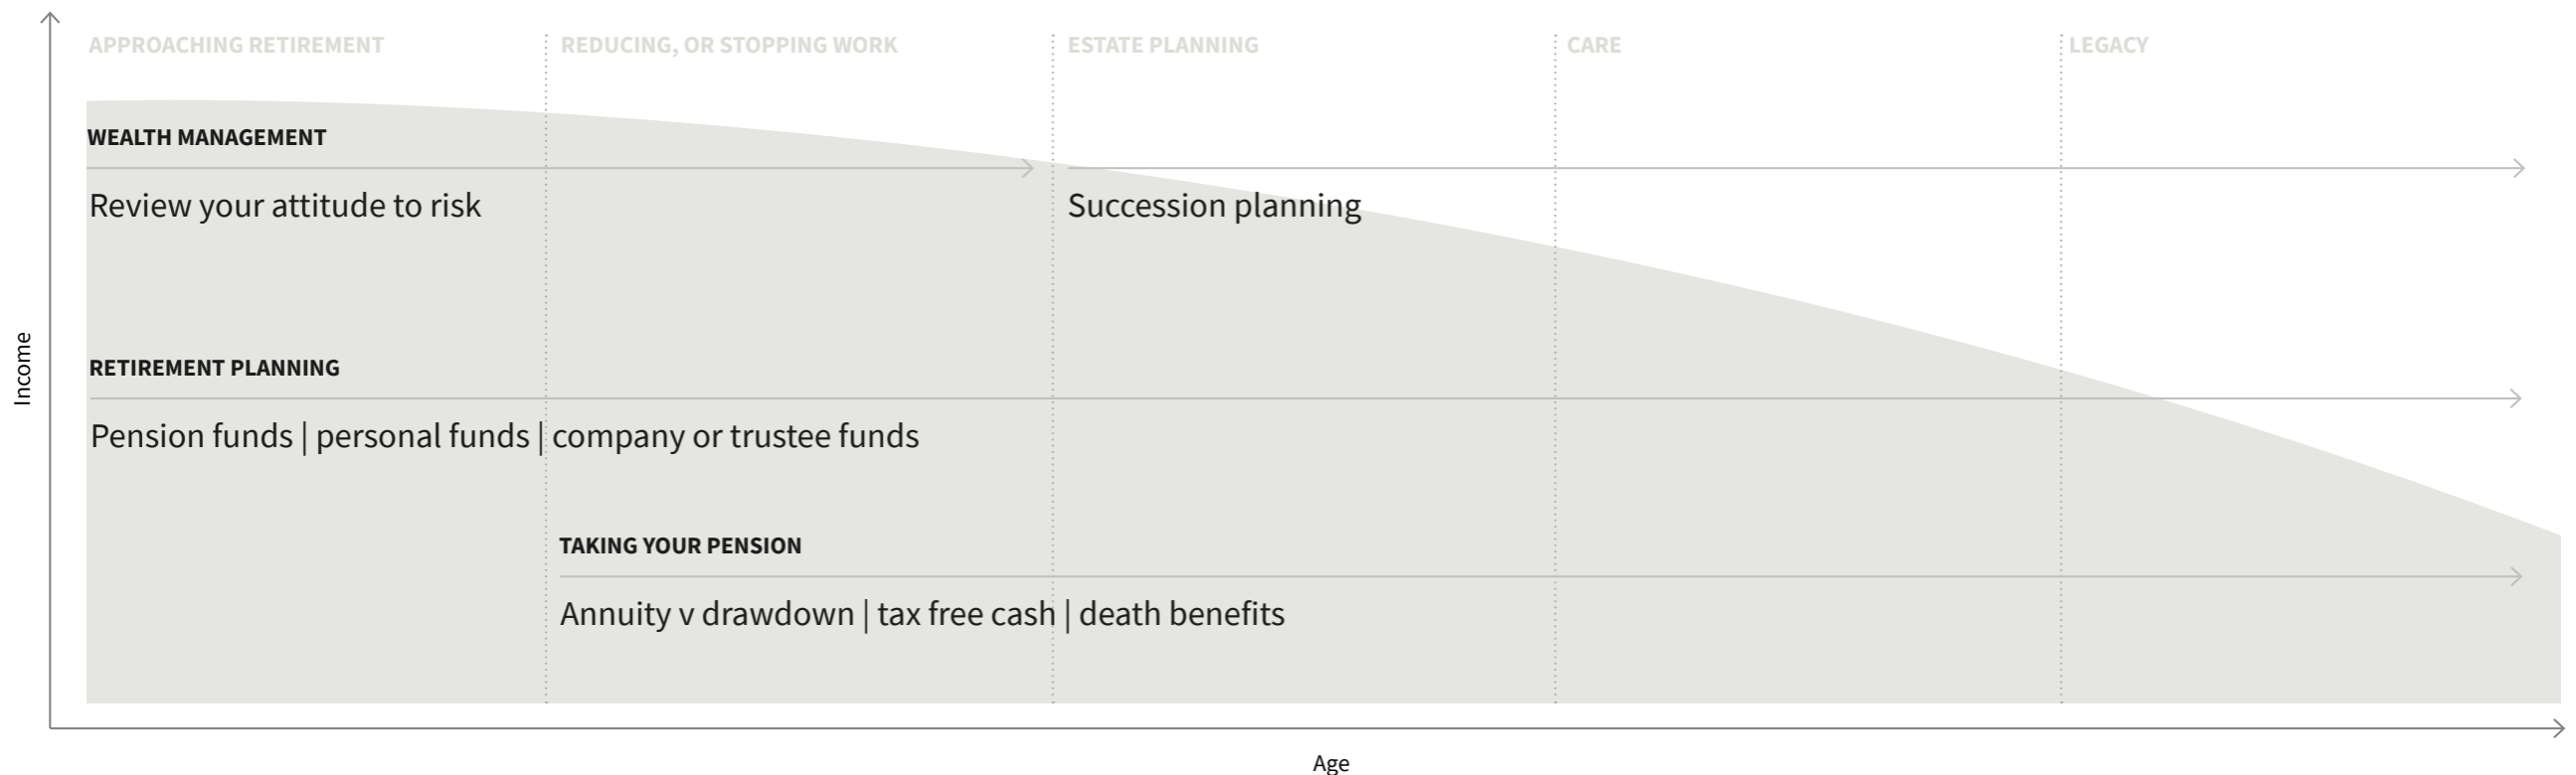 APPROACHING RETIREMENT
REDUCING, OR STOPPING WORK
ESTATE PLANNING
CARE
LEGACY
WEALTH MANAGEMENT
Review your attitude to risk
Succession planning
Income
RETIREMENT PLANNING
Pension funds | personal funds | company or trustee funds
TAKING YOUR PENSION
Annuity v drawdown | tax free cash | death benefits
Age